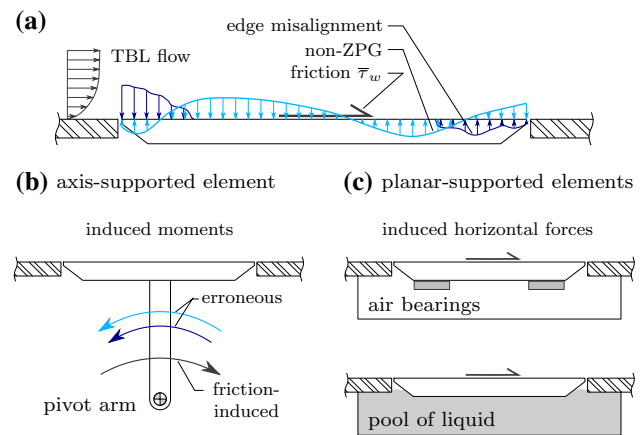 (a)
edge misalignment
TBL flow
non-ZPG
friction τ̿_w
(b) axis-supported element
(c) planar-supported elements
induced moments
induced horizontal forces
erroneous
air bearings
friction-
induced
pivot arm
pool of liquid